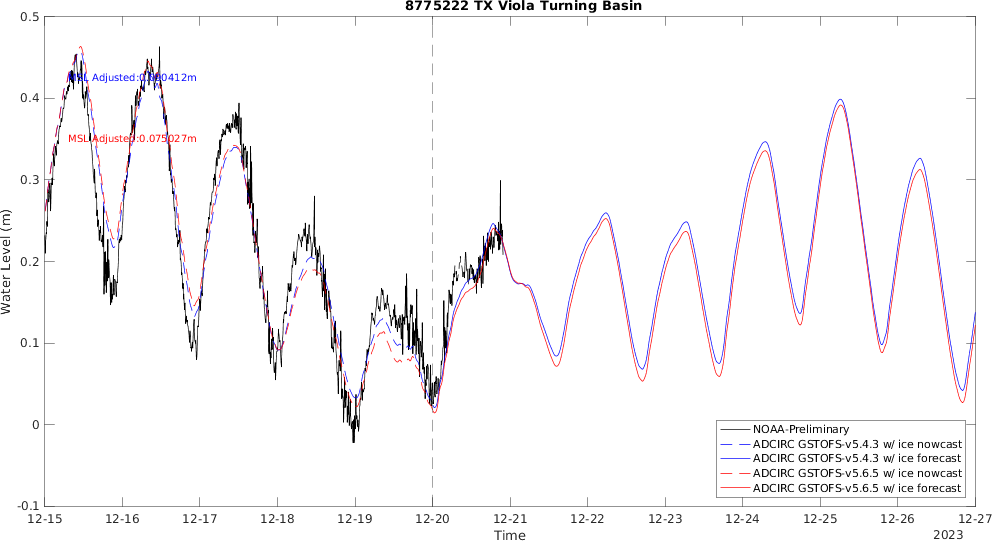 8775222 TX Viola Turning Basin
0.5
0.4
0.3
0.2
0.1
0
-0.1
Water Level (m)
MSL Adjusted:0.080412m
MSL Adjusted:0.075027m
NOAA-Preliminary
ADCIRC GSTOFS-v5.4.3 w/ ice nowcast
ADCIRC GSTOFS-v5.4.3 w/ ice forecast
ADCIRC GSTOFS-v5.6.5 w/ ice nowcast
ADCIRC GSTOFS-v5.6.5 w/ ice forecast
12-15 12-16 12-17 12-18 12-19 12-20 12-21 12-22 12-23 12-24 12-25 12-26 12-27
Time
2023